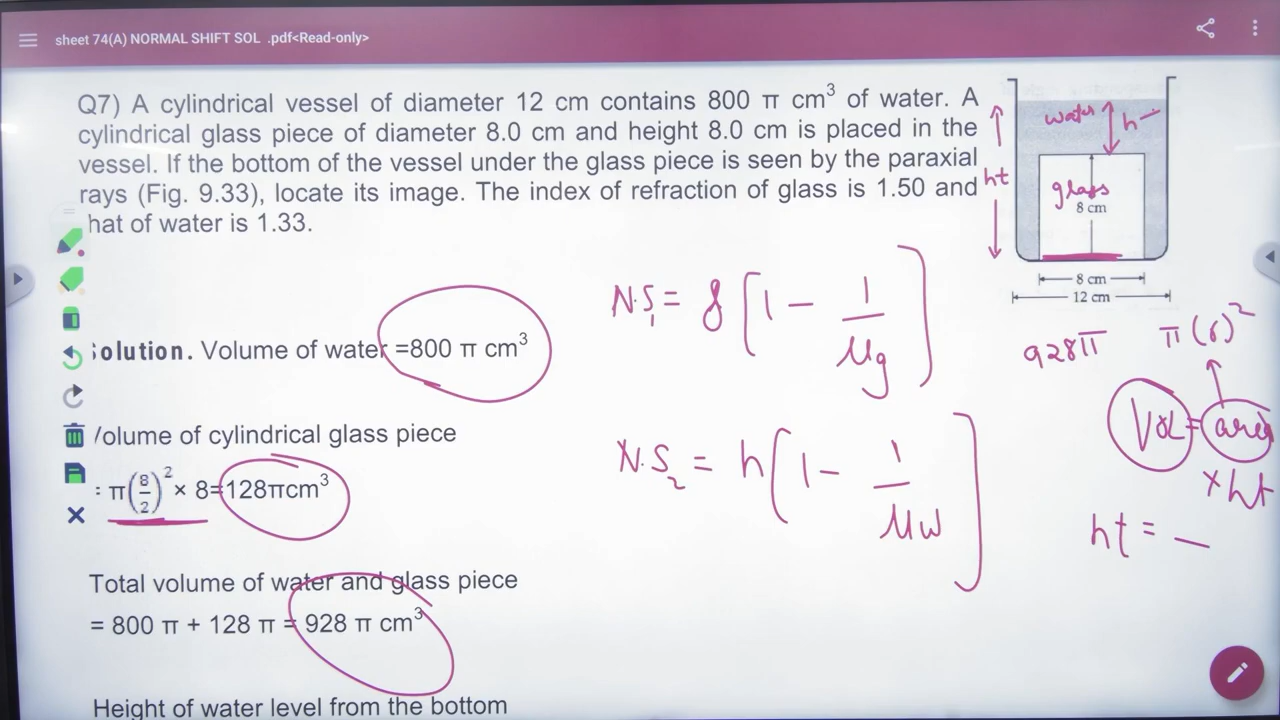 sheet 74(A) NORMAL SHIFT SOL .pdf<Read-only>
Q7) A cylindrical vessel of diameter 12 cm contains 800 π cm³ of water. A
cylindrical glass piece of diameter 8.0 cm and height 8.0 cm is placed in the
vessel. If the bottom of the vessel under the glass piece is seen by the paraxial
rays (Fig. 9.33), locate its image. The index of refraction of glass is 1.50 and
hat of water is 1.33.
water h
ht
glass
8 cm
8 cm
12 cm
N.S₁ = 8[1 - 1/μg]
928π π(6)²
Solution. Volume of water =800 π cm³
Vol = area
× ht
Volume of cylindrical glass piece
N.S₂ = h[1 - 1/μw]
: π(8/2)² × 8=128πcm³
ht = —
Total volume of water and glass piece
= 800 π + 128 π = 928 π cm³
Height of water level from the bottom